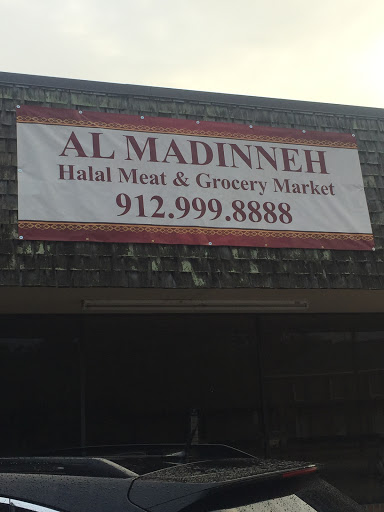 AL MADINNEH
Halal Meat & Grocery Market
912.999.8888